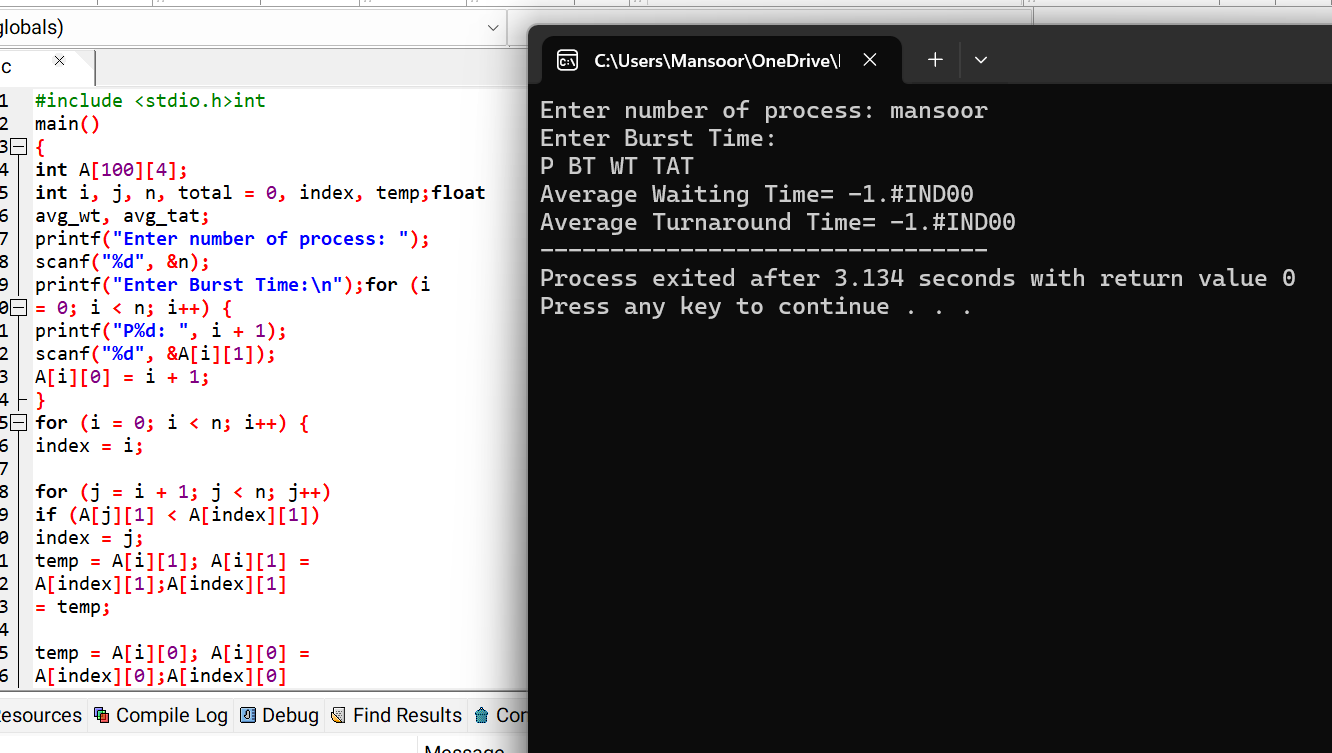 globals)
c
1 #include <stdio.h>int
2 main()
3 {
4 int A[100][4];
5 int i, j, n, total = 0, index, temp;float
6 avg_wt, avg_tat;
7 printf("Enter number of process: ");
8 scanf("%d", &n);
9 printf("Enter Burst Time:\n");for (i
0 = 0; i < n; i++) {
1 printf("P%d: ", i + 1);
2 scanf("%d", &A[i][1]);
3 A[i][0] = i + 1;
4 }
5 for (i = 0; i < n; i++) {
6 index = i;
7
8 for (j = i + 1; j < n; j++)
9 if (A[j][1] < A[index][1])
0 index = j;
1 temp = A[i][1]; A[i][1] =
2 A[index][1];A[index][1]
3 = temp;
4
5 temp = A[i][0]; A[i][0] =
6 A[index][0];A[index][0]
esources Compile Log Debug Find Results Cor
Message
C:\Users\Mansoor\OneDrive\
Enter number of process: mansoor
Enter Burst Time:
P BT WT TAT
Average Waiting Time= -1.#IND00
Average Turnaround Time= -1.#IND00
--------------------------------
Process exited after 3.134 seconds with return value 0
Press any key to continue . . .